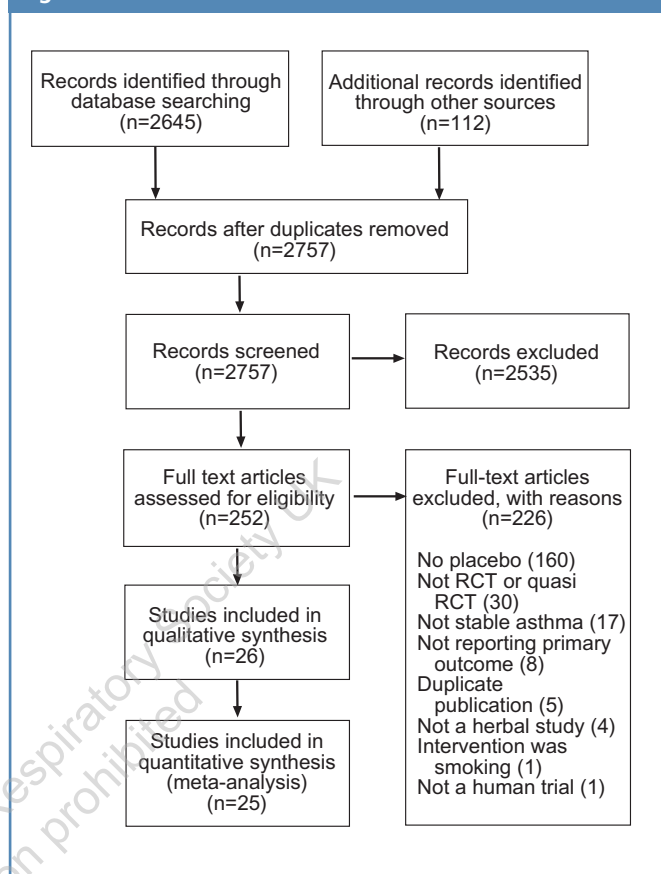 Records identified through
database searching
(n=2645)
Additional records identified
through other sources
(n=112)
Records after duplicates removed
(n=2757)
Records screened
(n=2757)
Records excluded
(n=2535)
Full text articles
assessed for eligibility
(n=252)
Full-text articles
excluded, with reasons
(n=226)
No placebo (160)
Not RCT or quasi
RCT (30)
Not stable asthma (17)
Not reporting primary
outcome (8)
Duplicate
publication (5)
Not a herbal study (4)
Intervention was
smoking (1)
Not a human trial (1)
Studies included in
qualitative synthesis
(n=26)
Studies included in
quantitative synthesis
(meta-analysis)
(n=25)
Respiratory Society UK
prohibited